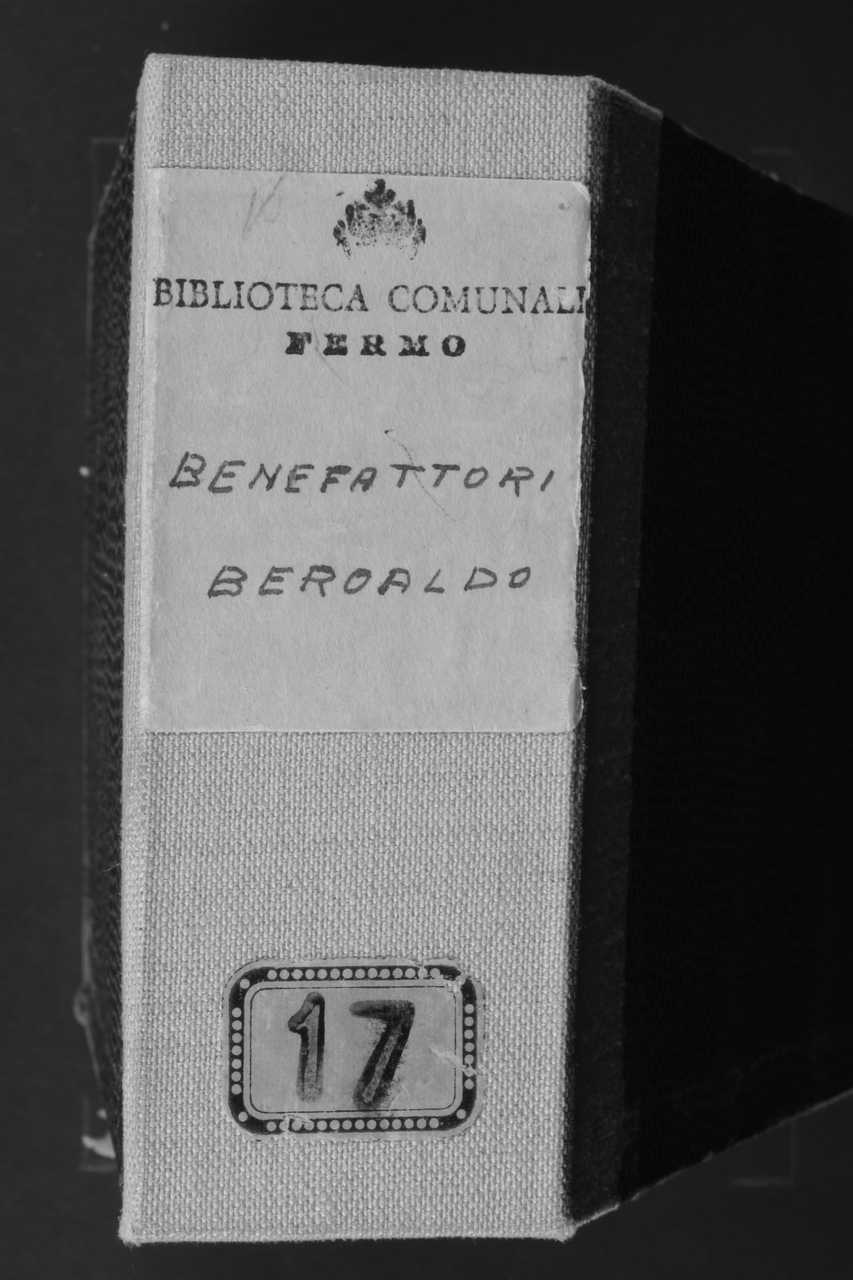 BIBLIOTECA COMUNALE
FERMO
BENEFATTORI
BEROALDO
17